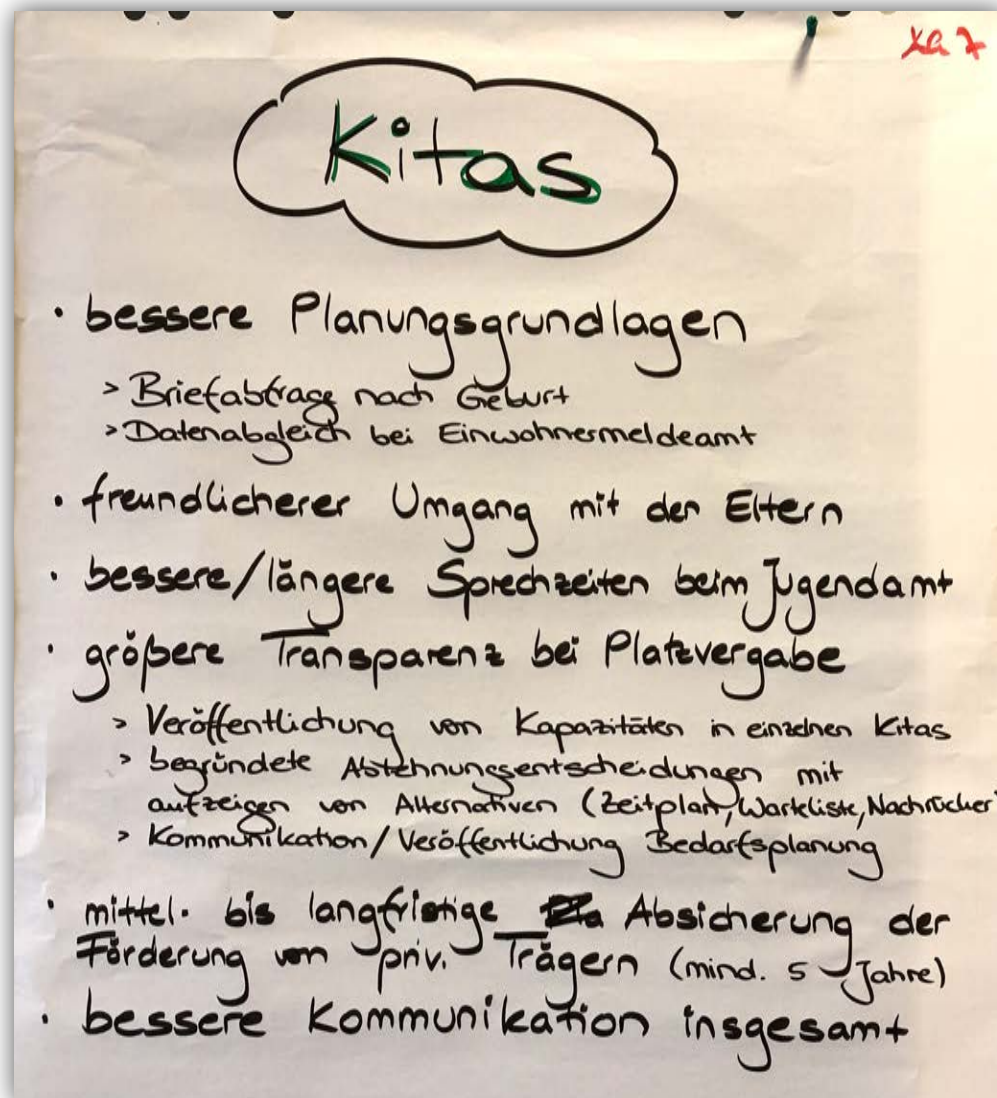 Kitas
· bessere Planungsgrundlagen
> Briefabfrage nach Geburt
> Datenabgleich bei Einwohnermeldeamt
· freundlicherer Umgang mit den Eltern
· bessere/längere Sprechzeiten beim Jugendamt
· größere Transparenz bei Platzvergabe
> Veröffentlichung von Kapazitäten in einzelnen Kitas
> begründete Ablehnungsentscheidungen mit
aufzeigen von Alternativen (Zeitplan, Warteliste, Nachrücker)
> Kommunikation/Veröffentlichung Bedarfsplanung
· mittel- bis langfristige Absicherung der
Förderung von priv. Trägern (mind. 5 Jahre)
· bessere Kommunikation insgesamt